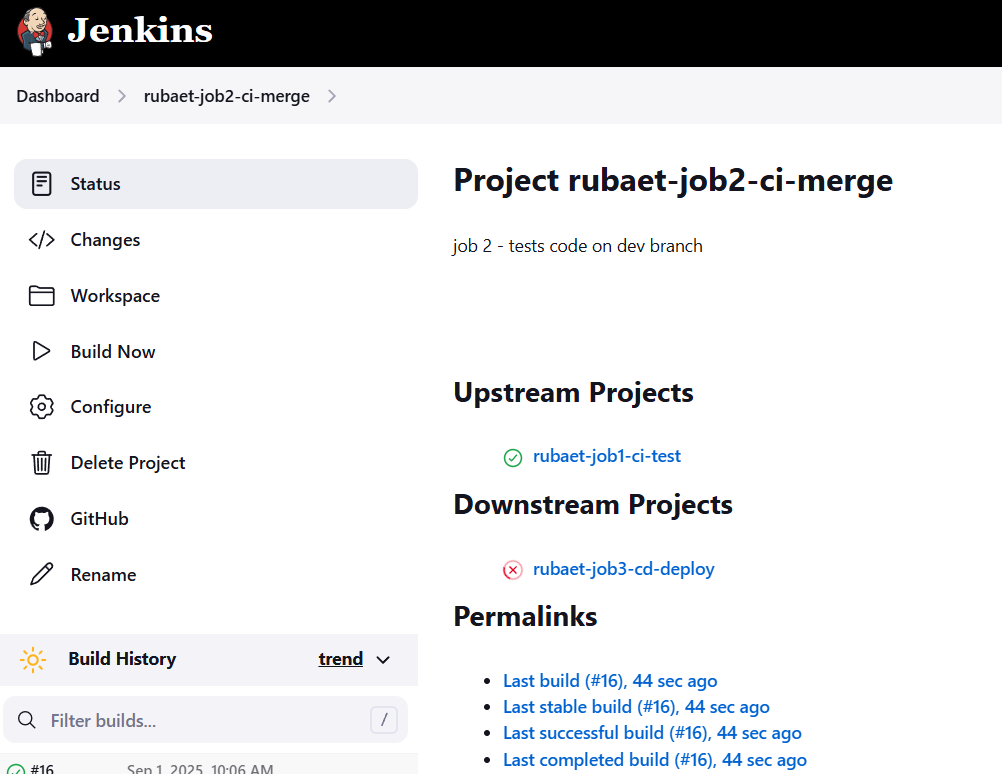 Jenkins
Dashboard
rubaet-job2-ci-merge
Status
Changes
Workspace
Build Now
Configure
Delete Project
GitHub
Rename
Build History
trend
Filter builds...
/
#16
Sep 1, 2025, 10:06 AM
Project rubaet-job2-ci-merge
job 2 - tests code on dev branch
Upstream Projects
rubaet-job1-ci-test
Downstream Projects
rubaet-job3-cd-deploy
Permalinks
Last build (#16), 44 sec ago
Last stable build (#16), 44 sec ago
Last successful build (#16), 44 sec ago
Last completed build (#16), 44 sec ago